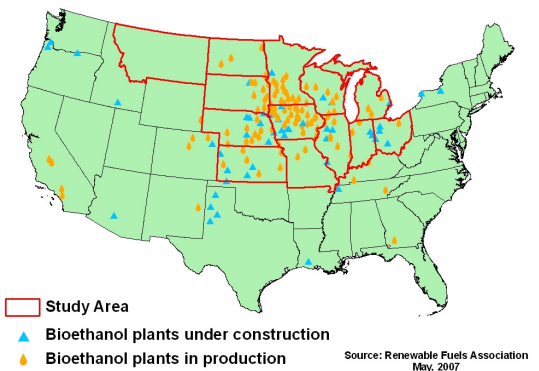 Study Area
Bioethanol plants under construction
Bioethanol plants in production
Source: Renewable Fuels Association
May, 2007